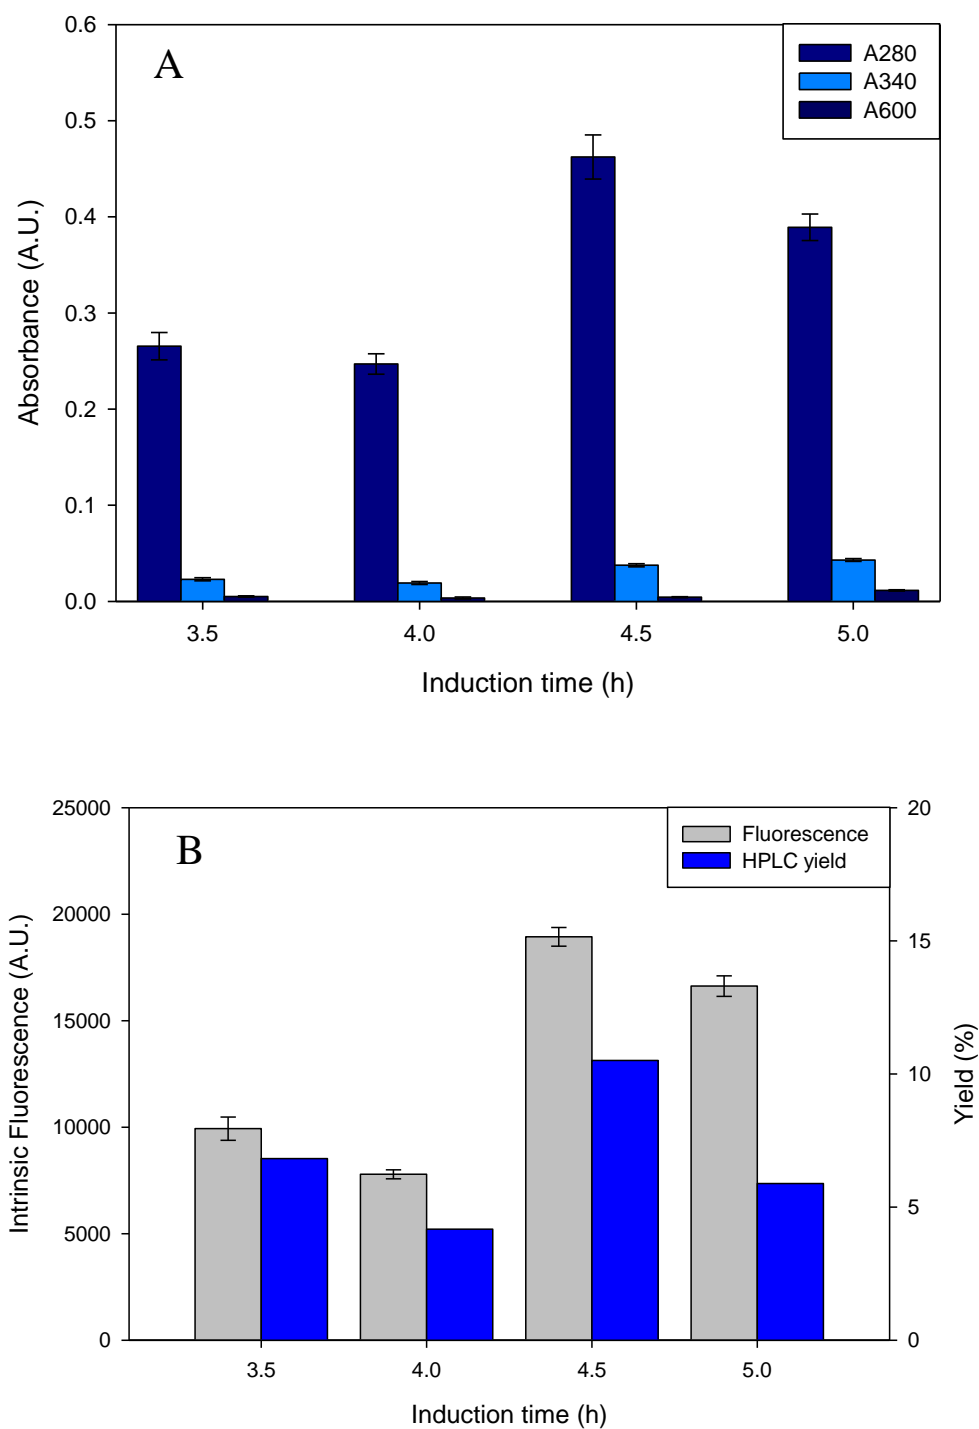 A
A280
A340
A600
0.6
0.5
0.4
0.3
0.2
0.1
0.0
Absorbance (A.U.)
3.5 4.0 4.5 5.0
Induction time (h)
B
Fluorescence
HPLC yield
25000
20000
15000
10000
5000
0
Intrinsic Fluorescence (A.U.)
20
15
10
5
0
Yield (%)
3.5 4.0 4.5 5.0
Induction time (h)